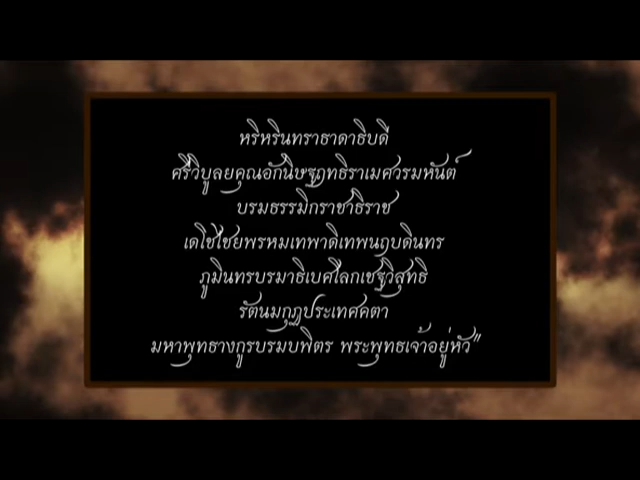 หริหรินทราธาดาธิบดี
ศรีวิบูลยคุณอักนิษฐฤทธิราเมศวรมหันต์
บรมธรรมิกราชาธิราช
เดโชไชยพรหมเทพาดิเทพนฤบดินทร
ภูมินทรบรมาธิเบศโลกเชฐวิสุทธิ
รัตนมกุฏประเทศคตา
มหาพุทธางกูรบรมบพิตร พระพุทธเจ้าอยู่หัว"